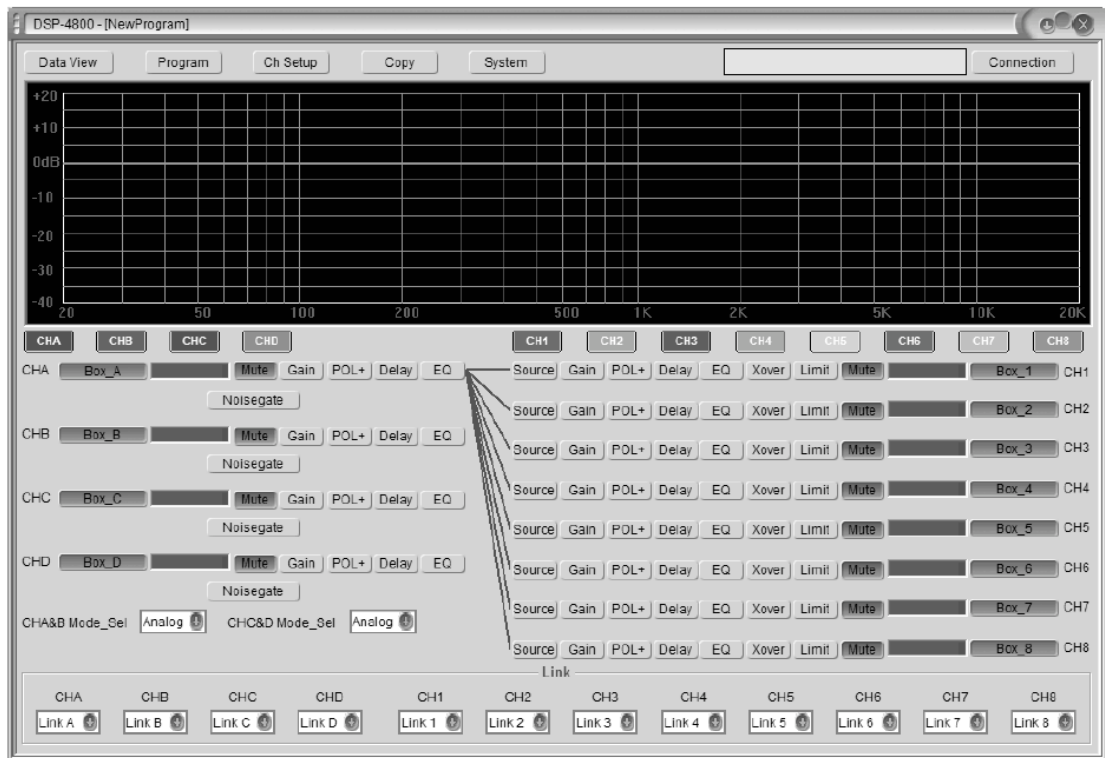 DSP-4800 - [NewProgram]
Data View Program Ch Setup Copy System Connection
+20
+10
0dB
-10
-20
-30
-40
20 50 100 200 500 1K 2K 5K 10K 20K
CHA CHB CHC CHD CH1 CH2 CH3 CH4 CH5 CH6 CH7 CH8
CHA Box_A Mute Gain POL+ Delay EQ Source Gain POL+ Delay EQ Xover Limit Mute Box_1 CH1
Noisegate
Source Gain POL+ Delay EQ Xover Limit Mute Box_2 CH2
CHB Box_B Mute Gain POL+ Delay EQ
Source Gain POL+ Delay EQ Xover Limit Mute Box_3 CH3
Noisegate
Source Gain POL+ Delay EQ Xover Limit Mute Box_4 CH4
CHC Box_C Mute Gain POL+ Delay EQ
Noisegate
Source Gain POL+ Delay EQ Xover Limit Mute Box_5 CH5
CHD Box_D Mute Gain POL+ Delay EQ
Source Gain POL+ Delay EQ Xover Limit Mute Box_6 CH6
Noisegate
Source Gain POL+ Delay EQ Xover Limit Mute Box_7 CH7
CHA&B Mode_Sel Analog CHC&D Mode_Sel Analog
Source Gain POL+ Delay EQ Xover Limit Mute Box_8 CH8
Link
CHA CHB CHC CHD CH1 CH2 CH3 CH4 CH5 CH6 CH7 CH8
Link A Link B Link C Link D Link 1 Link 2 Link 3 Link 4 Link 5 Link 6 Link 7 Link 8